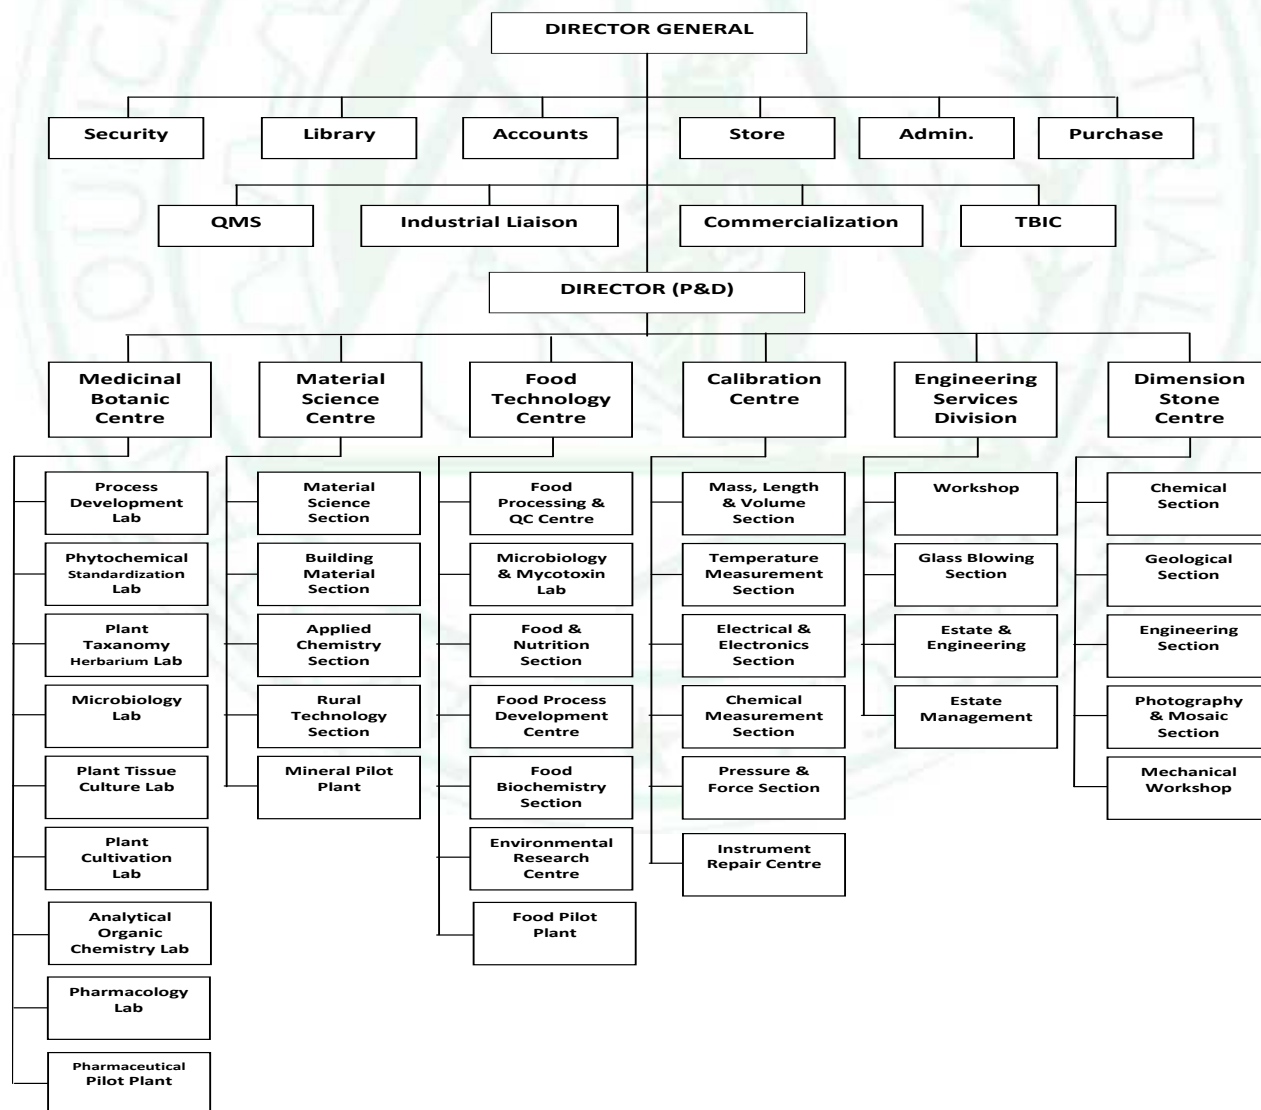 DIRECTOR GENERAL
Security
Library
Accounts
Store
Admin.
Purchase
QMS
Industrial Liaison
Commercialization
TBIC
DIRECTOR (P&D)
Medicinal
Botanic
Centre
Material
Science
Centre
Food
Technology
Centre
Calibration
Centre
Engineering
Services
Division
Dimension
Stone
Centre
Process
Development
Lab
Phytochemical
Standardization
Lab
Plant
Taxanomy
Herbarium Lab
Microbiology
Lab
Plant Tissue
Culture Lab
Plant
Cultivation
Lab
Analytical
Organic
Chemistry Lab
Pharmacology
Lab
Pharmaceutical
Pilot Plant
Material
Science
Section
Building
Material
Section
Applied
Chemistry
Section
Rural
Technology
Section
Mineral Pilot
Plant
Food
Processing &
QC Centre
Microbiology
& Mycotoxin
Lab
Food &
Nutrition
Section
Food Process
Development
Centre
Food
Biochemistry
Section
Environmental
Research
Centre
Food Pilot
Plant
Mass, Length
& Volume
Section
Temperature
Measurement
Section
Electrical &
Electronics
Section
Chemical
Measurement
Section
Pressure &
Force Section
Instrument
Repair Centre
Workshop
Glass Blowing
Section
Estate &
Engineering
Estate
Management
Chemical
Section
Geological
Section
Engineering
Section
Photography
& Mosaic
Section
Mechanical
Workshop